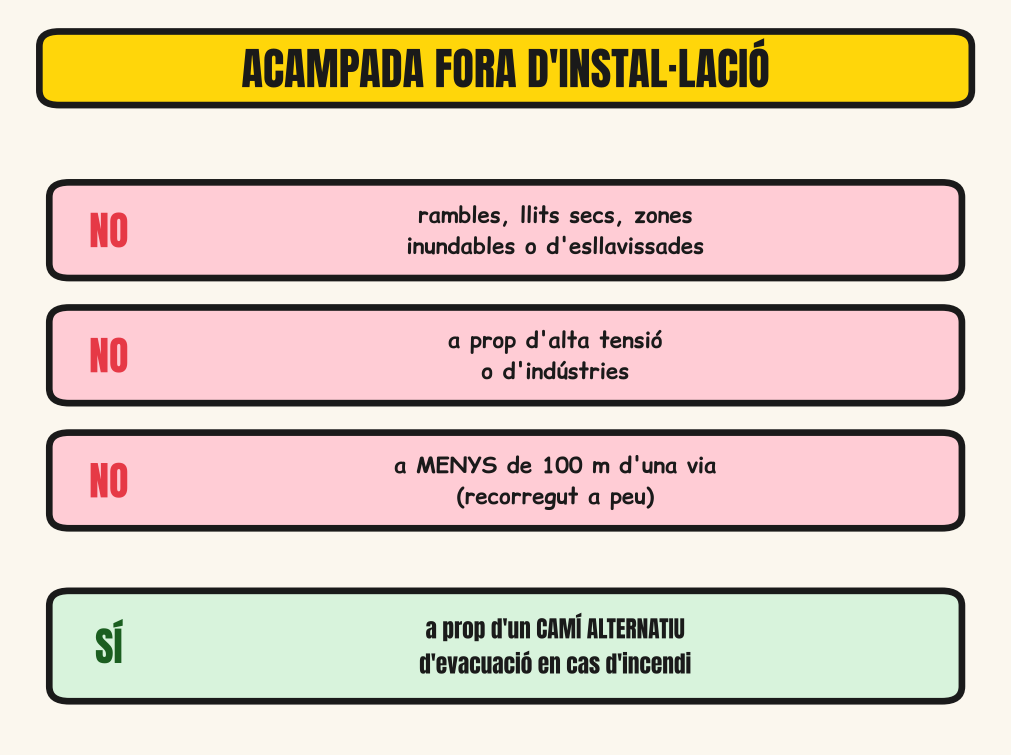 ACAMPADA FORA D'INSTAL·LACIÓ
NO
rambles, llits secs, zones
inundables o d'esllavissades
NO
a prop d'alta tensió
o d'indústries
NO
a MENYS de 100 m d'una via
(recorregut a peu)
SÍ
a prop d'un CAMÍ ALTERNATIU
d'evacuació en cas d'incendi